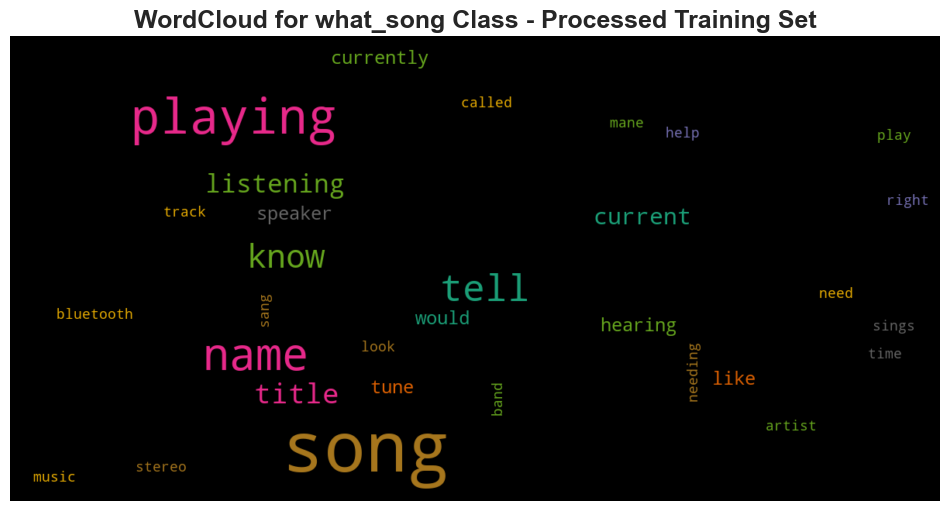 WordCloud for what_song Class - Processed Training Set
currently
called
playing
mane
help
play
listening
right
track
speaker
current
know
tell
need
sang
bluetooth
would
hearing
sings
name
look
time
needing
like
title
tune
band
artist
song
stereo
music